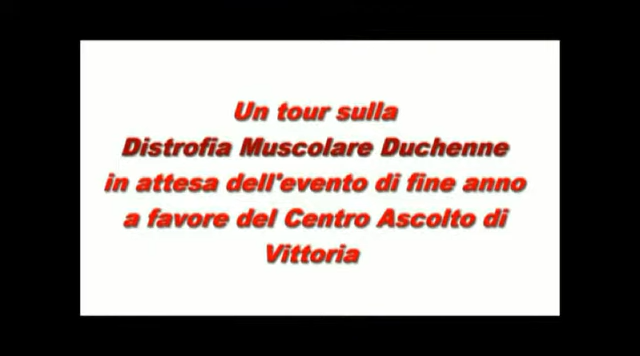 Un tour sulla
Distrofia Muscolare Duchenne
in attesa dell'evento di fine anno
a favore del Centro Ascolto di
Vittoria